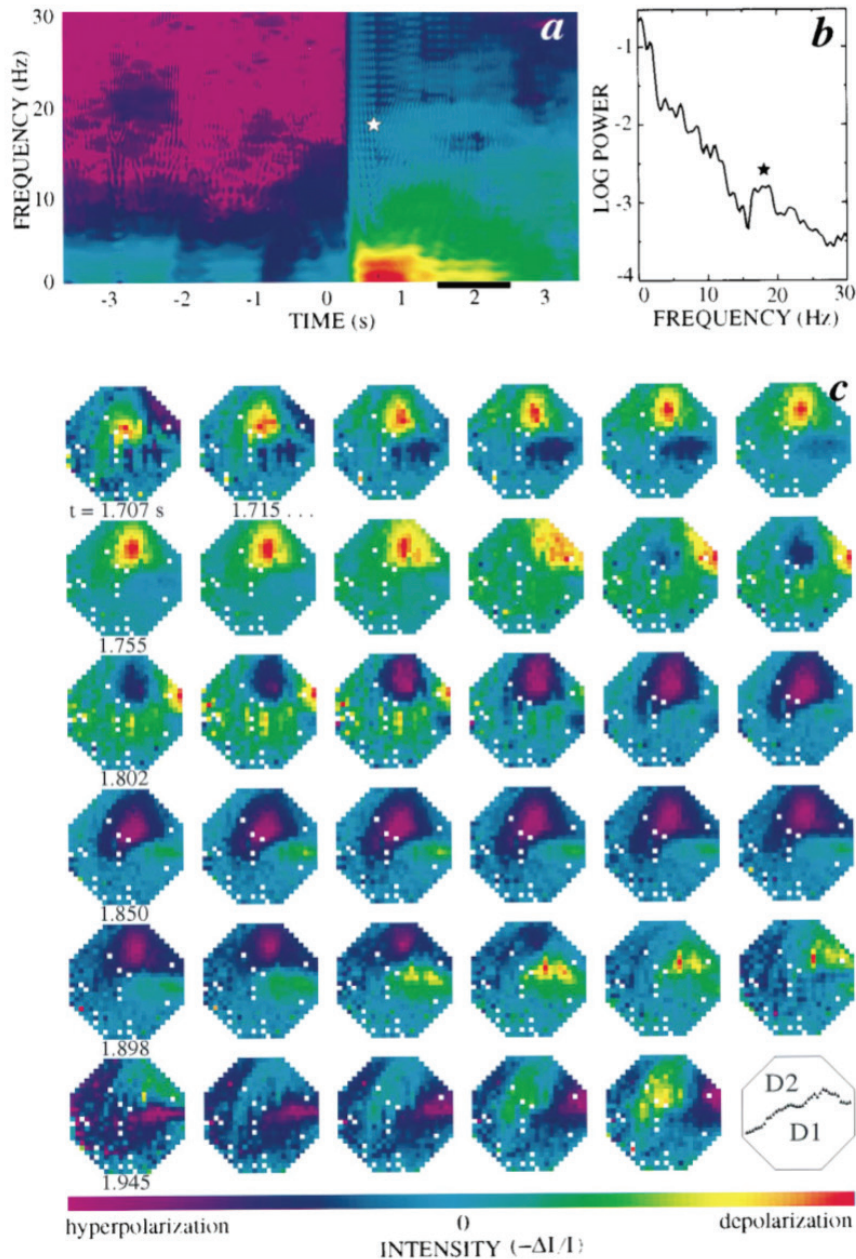 a
30
20
10
0
FREQUENCY (Hz)
-3 -2 -1 0 1 2 3
TIME (s)
b
-1
-2
-3
-4
LOG POWER
0 10 20 30
FREQUENCY (Hz)
c
t = 1.707 s 1.715 . . .
1.755
1.802
1.850
1.898
1.945
D2
D1
hyperpolarization 0 depolarization
INTENSITY (−ΔI/I)